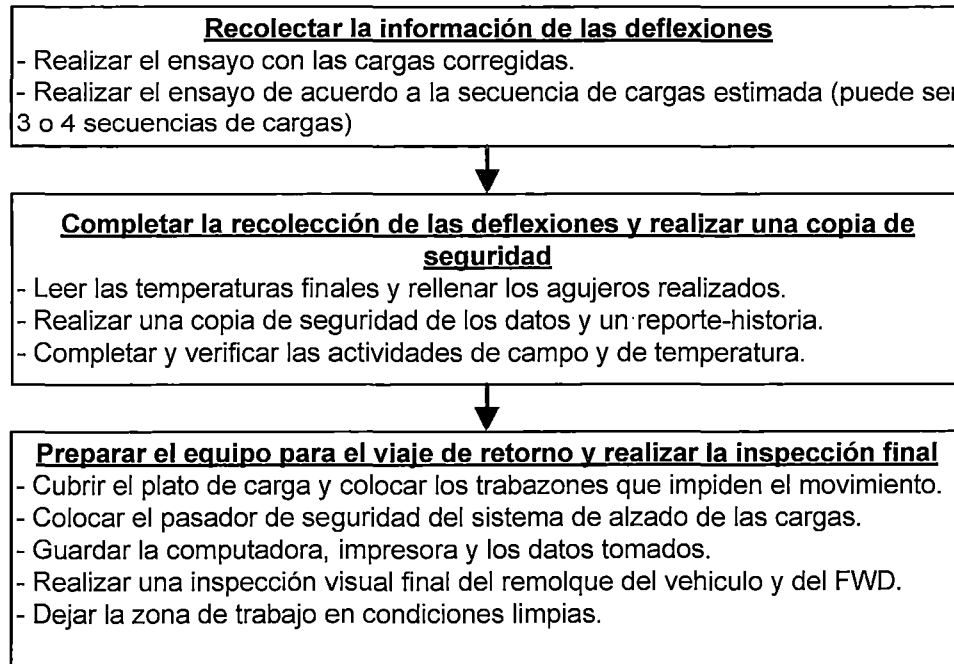 Recolectar la información de las deflexiones
- Realizar el ensayo con las cargas corregidas.
- Realizar el ensayo de acuerdo a la secuencia de cargas estimada (puede ser
3 o 4 secuencias de cargas)
Completar la recolección de las deflexiones y realizar una copia de
seguridad
- Leer las temperaturas finales y rellenar los agujeros realizados.
- Realizar una copia de seguridad de los datos y un reporte-historia.
- Completar y verificar las actividades de campo y de temperatura.
Preparar el equipo para el viaje de retorno y realizar la inspección final
- Cubrir el plato de carga y colocar los trabazones que impiden el movimiento.
- Colocar el pasador de seguridad del sistema de alzado de las cargas.
- Guardar la computadora, impresora y los datos tomados.
- Realizar una inspección visual final del remolque del vehiculo y del FWD.
- Dejar la zona de trabajo en condiciones limpias.